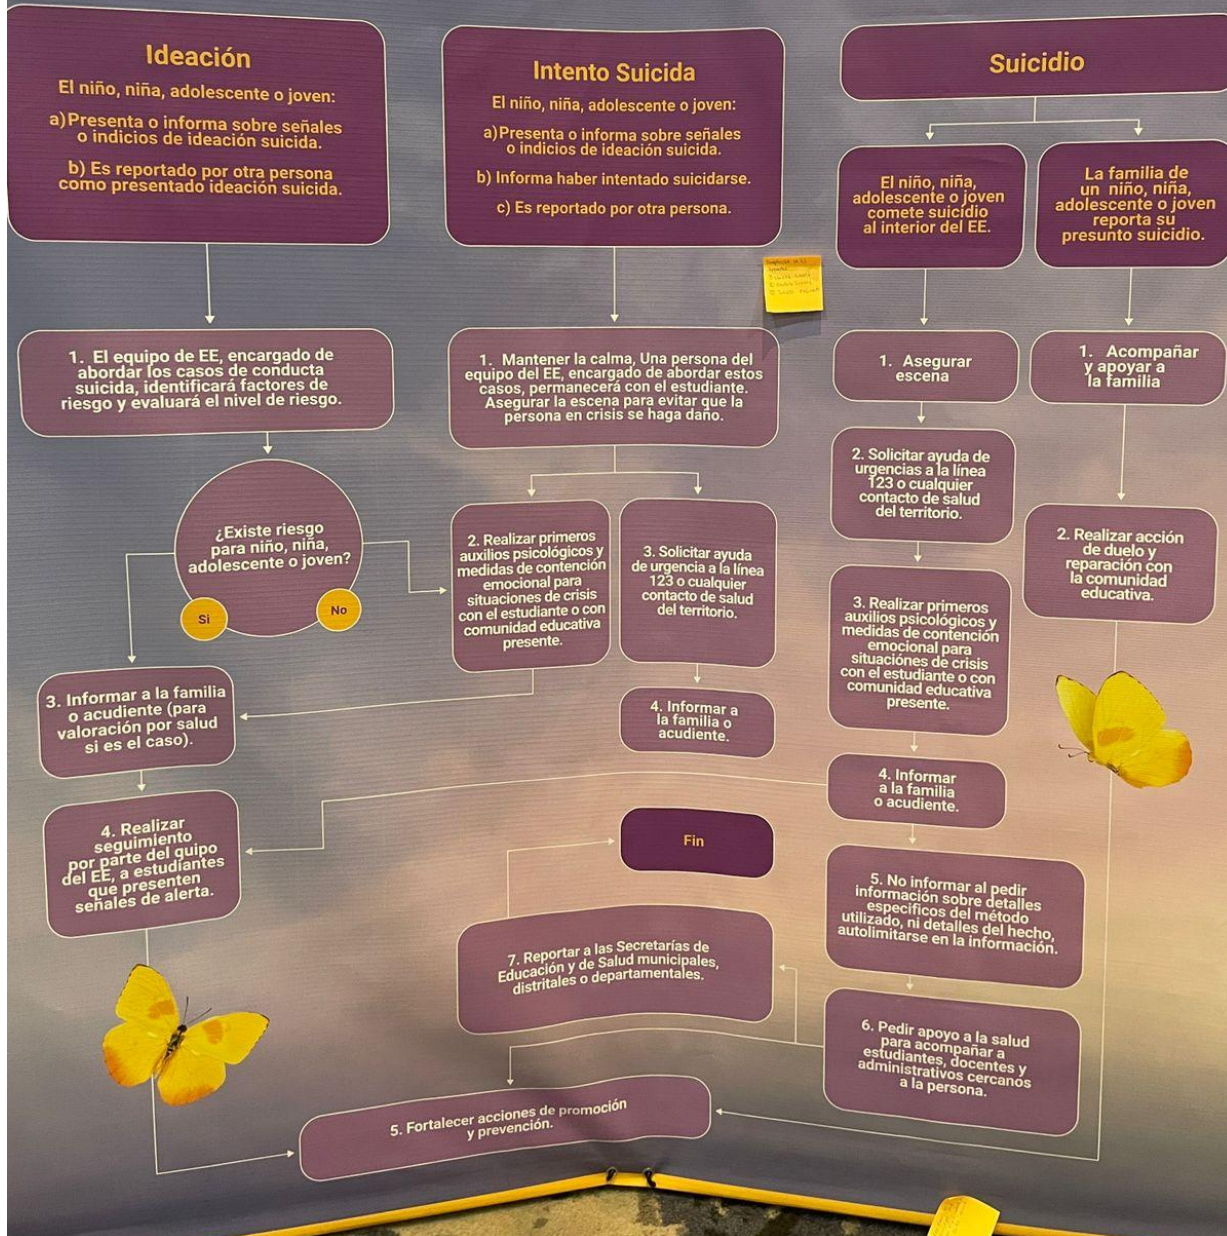 Ideación
El niño, niña, adolescente o joven:
a)Presenta o informa sobre señales
o indicios de ideación suicida.
b) Es reportado por otra persona
como presentado ideación suicida.
1. El equipo de EE, encargado de
abordar los casos de conducta
suicida, identificará factores de
riesgo y evaluará el nivel de riesgo.
¿Existe riesgo
para niño, niña,
adolescente o joven?
Si
No
3. Informar a la familia
o acudiente (para
valoración por salud
si es el caso).
4. Realizar
seguimiento
por parte del quipo
del EE, a estudiantes
que presenten
señales de alerta.
Intento Suicida
El niño, niña, adolescente o joven:
a)Presenta o informa sobre señales
o indicios de ideación suicida.
b) Informa haber intentado suicidarse.
c) Es reportado por otra persona.
1. Mantener la calma, Una persona del
equipo del EE, encargado de abordar estos
casos, permanecerá con el estudiante.
Asegurar la escena para evitar que la
persona en crisis se haga daño.
2. Realizar primeros
auxilios psicológicos y
medidas de contención
emocional para
situaciones de crisis
con el estudiante o con
comunidad educativa
presente.
3. Solicitar ayuda
de urgencia a la línea
123 o cualquier
contacto de salud
del territorio.
4. Informar a
la familia o
acudiente.
Suicidio
El niño, niña,
adolescente o joven
comete suicidio
al interior del EE.
1. Asegurar
escena
2. Solicitar ayuda de
urgencias a la línea
123 o cualquier
contacto de salud
del territorio.
3. Realizar primeros
auxilios psicológicos y
medidas de contención
emocional para
situaciónes de crisis
con el estudiante o con
comunidad educativa
presente.
4. Informar
a la familia
o acudiente.
5. No informar al pedir
información sobre detalles
específicos del método
utilizado, ni detalles del hecho,
autolimitarse en la información.
6. Pedir apoyo a la salud
para acompañar a
estudiantes, docentes y
administrativos cercanos
a la persona.
La familia de
un niño, niña,
adolescente o joven
reporta su
presunto suicidio.
1. Acompañar
y apoyar a
la familia
2. Realizar acción
de duelo y
reparación con
la comunidad
educativa.
Fin
7. Reportar a las Secretarías de
Educación y de Salud municipales,
distritales o departamentales.
5. Fortalecer acciones de promoción
y prevención.